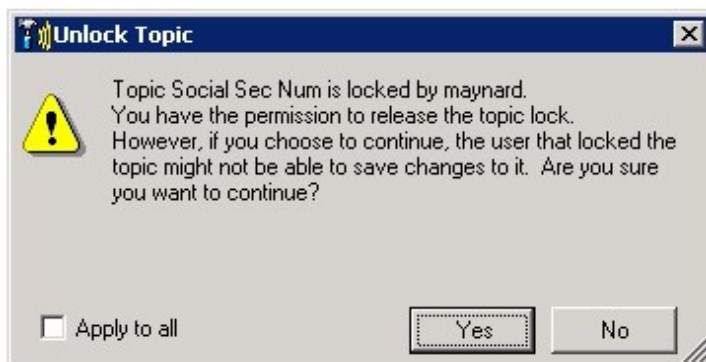 Unlock Topic
Topic Social Sec Num is locked by maynard.
You have the permission to release the topic lock.
However, if you choose to continue, the user that locked the
topic might not be able to save changes to it. Are you sure
you want to continue?
Apply to all
Yes
No